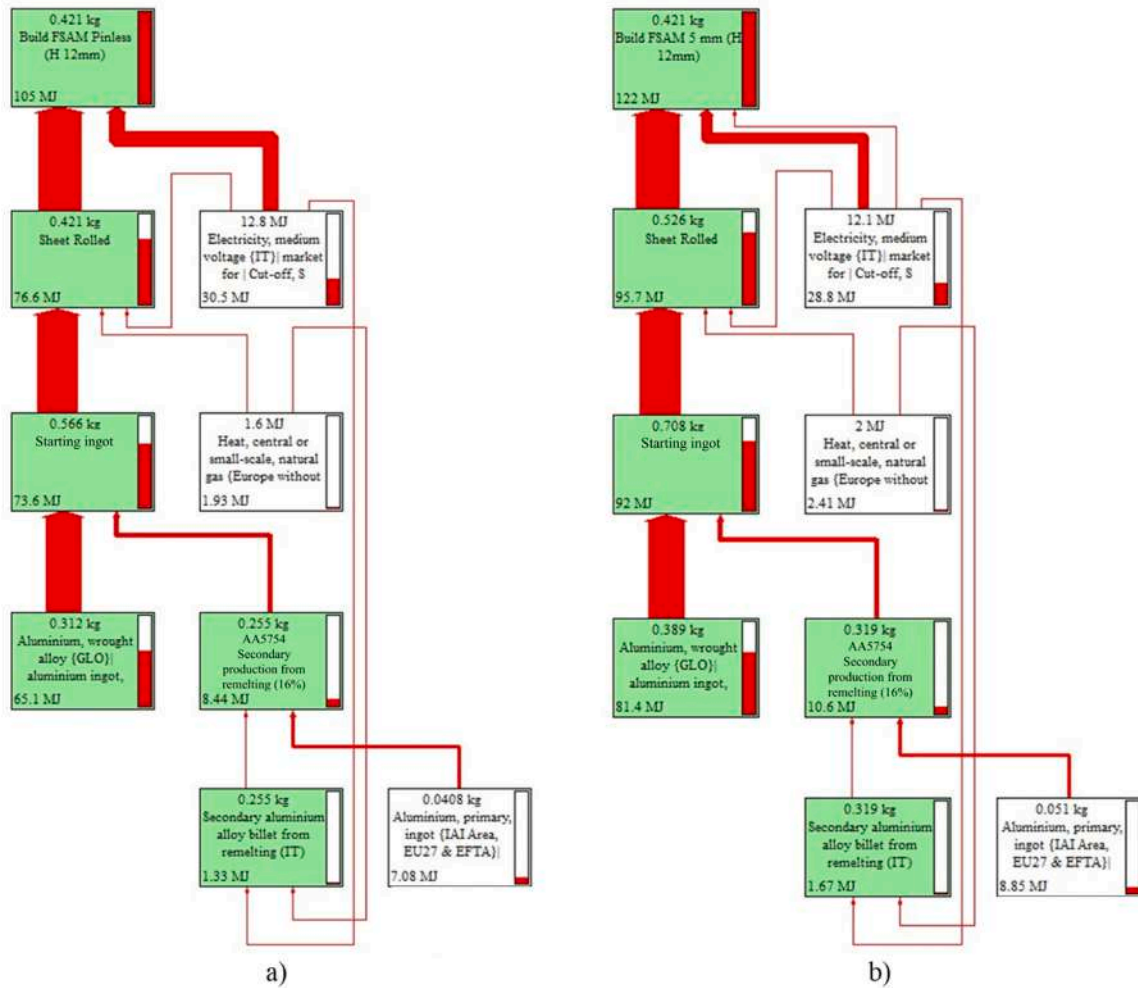 0.421 kg
Build FSAM Pinless
(H 12mm)
105 MJ
0.421 kg
Sheet Rolled
76.6 MJ
12.8 MJ
Electricity, medium
voltage {IT}| market
for | Cut-off, S
30.5 MJ
0.566 kg
Starting ingot
73.6 MJ
1.6 MJ
Heat, central or
small-scale, natural
gas {Europe without
1.93 MJ
0.312 kg
Aluminium, wrought
alloy {GLO}|
aluminium ingot,
65.1 MJ
0.255 kg
AA5754
Secondary
production from
remelting (16%)
8.44 MJ
0.255 kg
Secondary aluminium
alloy billet from
remelting (IT)
1.33 MJ
0.0408 kg
Aluminium, primary,
ingot {IAI Area,
EU27 & EFTA}|
7.08 MJ
a)
0.421 kg
Build FSAM 5 mm (H
12mm)
122 MJ
0.526 kg
Sheet Rolled
95.7 MJ
12.1 MJ
Electricity, medium
voltage {IT}| market
for | Cut-off, S
28.8 MJ
0.708 kg
Starting ingot
92 MJ
2 MJ
Heat, central or
small-scale, natural
gas {Europe without
2.41 MJ
0.389 kg
Aluminium, wrought
alloy {GLO}|
aluminium ingot,
81.4 MJ
0.319 kg
AA5754
Secondary
production from
remelting (16%)
10.6 MJ
0.319 kg
Secondary aluminium
alloy billet from
remelting (IT)
1.67 MJ
0.051 kg
Aluminium, primary,
ingot {IAI Area,
EU27 & EFTA}|
8.85 MJ
b)